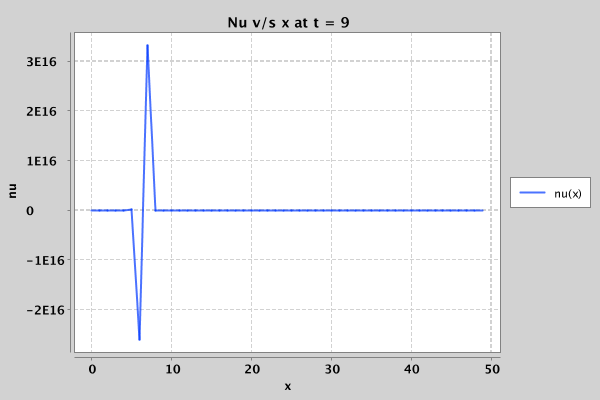 Nu v/s x at t = 9
3E16
2E16
1E16
0
-1E16
-2E16
nu
0 10 20 30 40 50
x
nu(x)